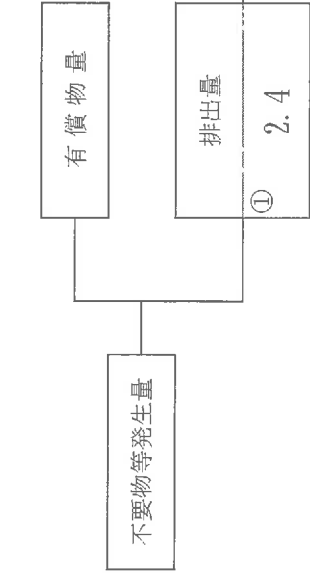 不要物等発生量
有償物量
排出量
①
2.4